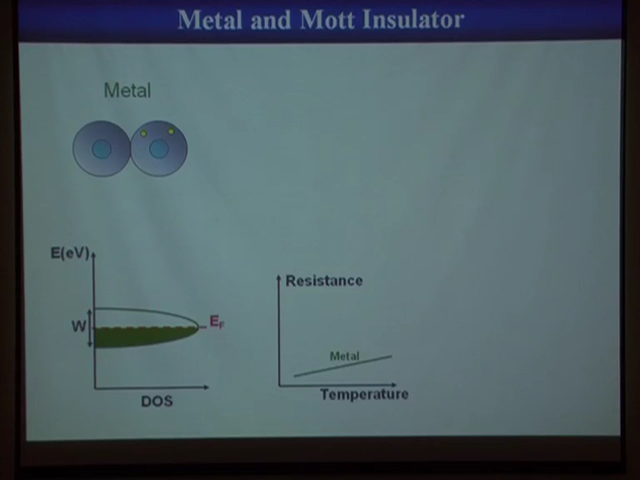 Metal and Mott Insulator
Metal
E(eV)
W
EF
DOS
Resistance
Metal
Temperature